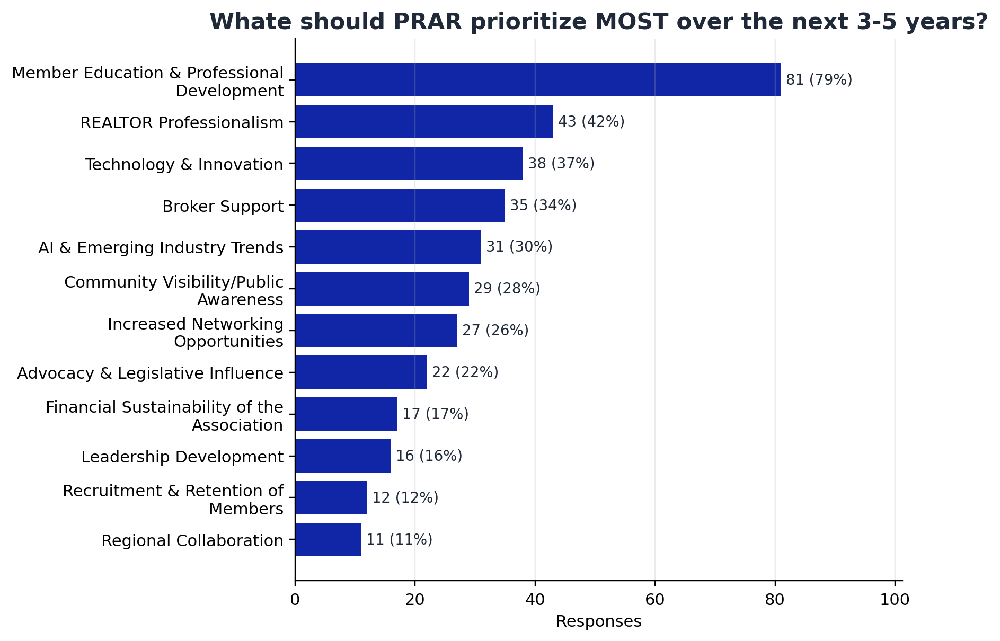 Whate should PRAR prioritize MOST over the next 3-5 years?
Member Education & Professional
Development
81 (79%)
REALTOR Professionalism
43 (42%)
Technology & Innovation
38 (37%)
Broker Support
35 (34%)
AI & Emerging Industry Trends
31 (30%)
Community Visibility/Public
Awareness
29 (28%)
Increased Networking
Opportunities
27 (26%)
Advocacy & Legislative Influence
22 (22%)
Financial Sustainability of the
Association
17 (17%)
Leadership Development
16 (16%)
Recruitment & Retention of
Members
12 (12%)
Regional Collaboration
11 (11%)
0 20 40 60 80 100
Responses